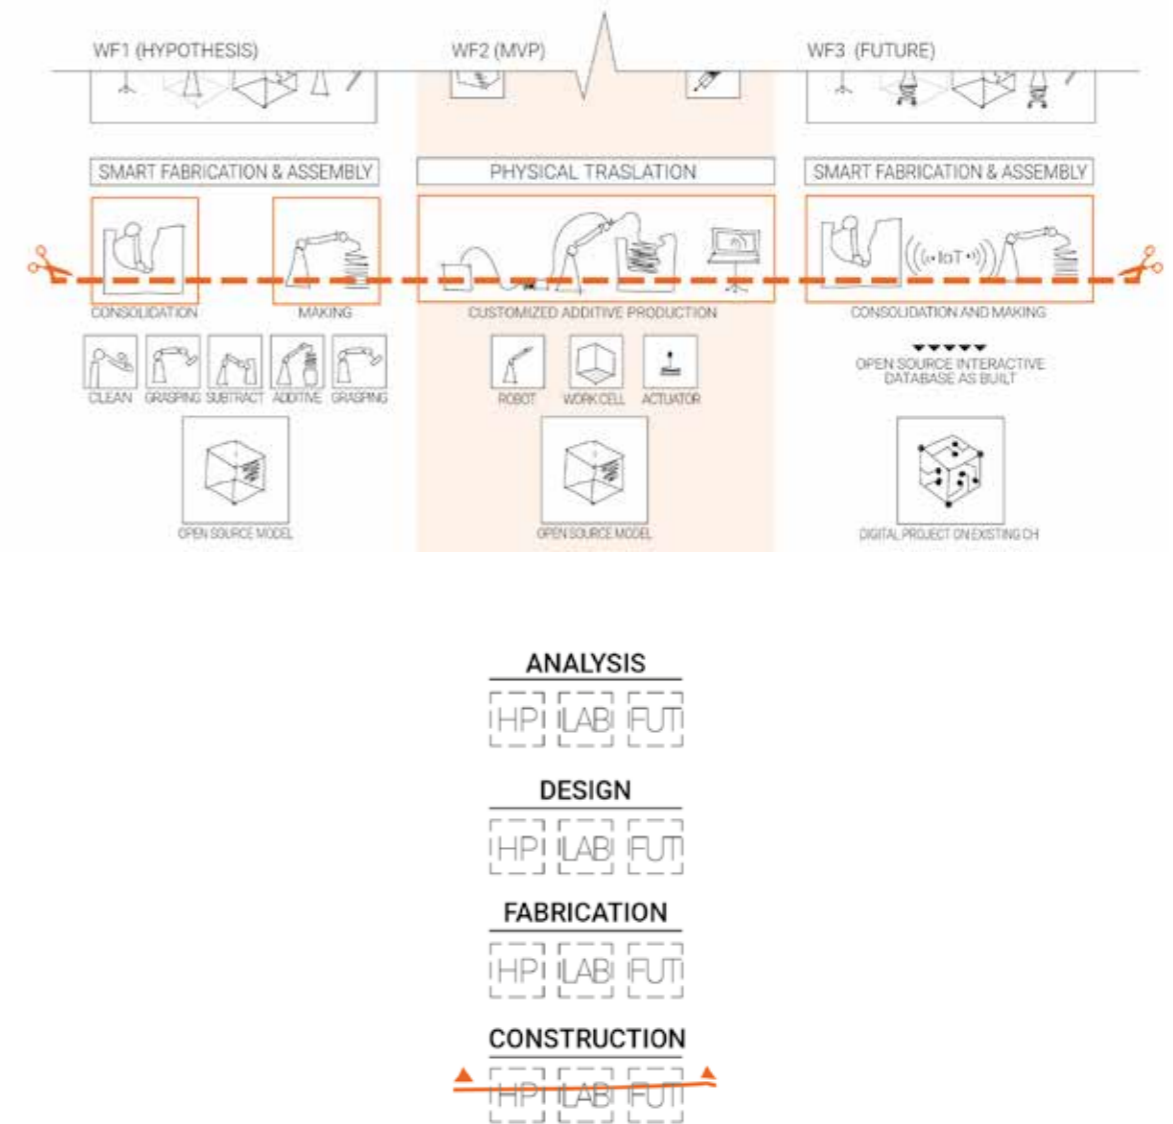 WF1 (HYPOTHESIS) WF2 (MVP) WF3 (FUTURE)
SMART FABRICATION & ASSEMBLY PHYSICAL TRASLATION SMART FABRICATION & ASSEMBLY
IoT
CONSOLIDATION MAKING CUSTOMIZED ADDITIVE PRODUCTION CONSOLIDATION AND MAKING
OPEN SOURCE INTERACTIVE
DATABASE AS BUILT
CLEAN GRASPING SUBTRACT ADDITIVE GRASPING ROBOT WORK CELL ACTUATOR
OPEN SOURCE MODEL OPEN SOURCE MODEL DIGITAL PROJECT ON EXISTING CH
ANALYSIS
HP LAB FUT
DESIGN
HP LAB FUT
FABRICATION
HP LAB FUT
CONSTRUCTION
HP LAB FUT